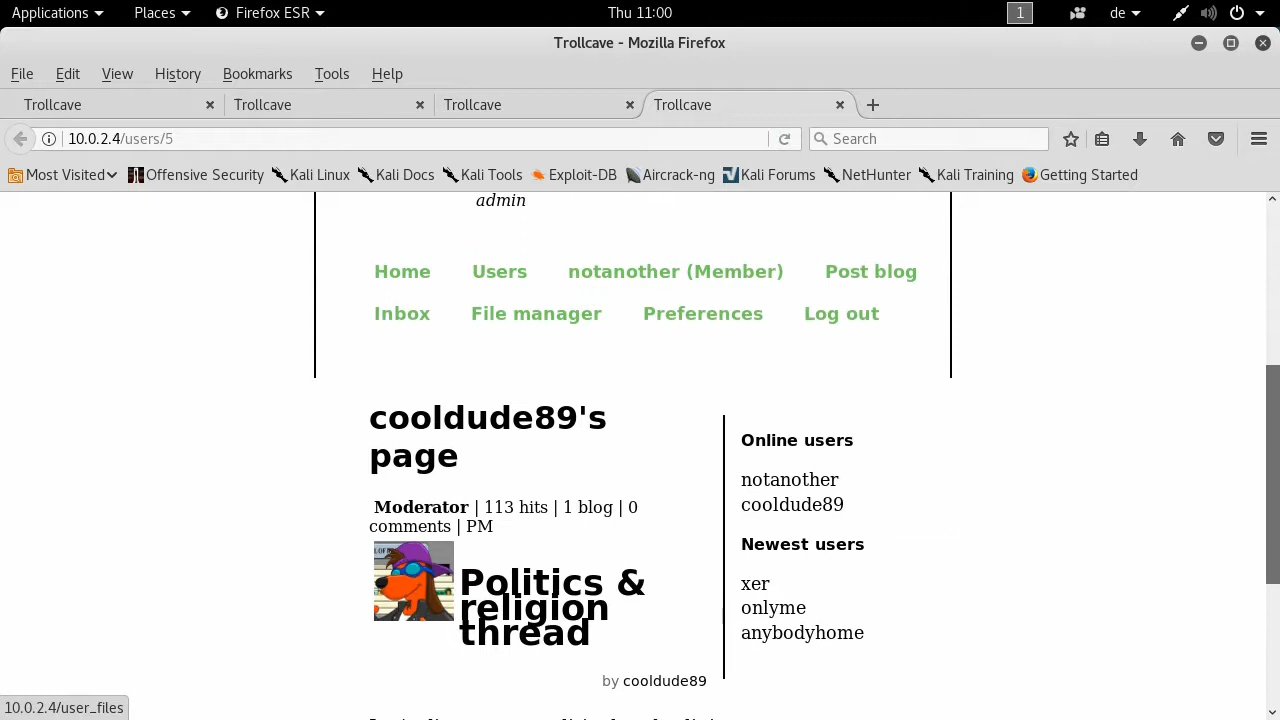 Applications Places Firefox ESR Thu 11:00 1 de
Trollcave - Mozilla Firefox
File Edit View History Bookmarks Tools Help
Trollcave Trollcave Trollcave Trollcave
10.0.2.4/users/5 Search
Most Visited Offensive Security Kali Linux Kali Docs Kali Tools Exploit-DB Aircrack-ng Kali Forums NetHunter Kali Training Getting Started
admin
Home Users notanother (Member) Post blog
Inbox File manager Preferences Log out
cooldude89's
page
Moderator | 113 hits | 1 blog | 0
comments | PM
Politics &
religion
thread
by cooldude89
Online users
notanother
cooldude89
Newest users
xer
onlyme
anybodyhome
10.0.2.4/user_files